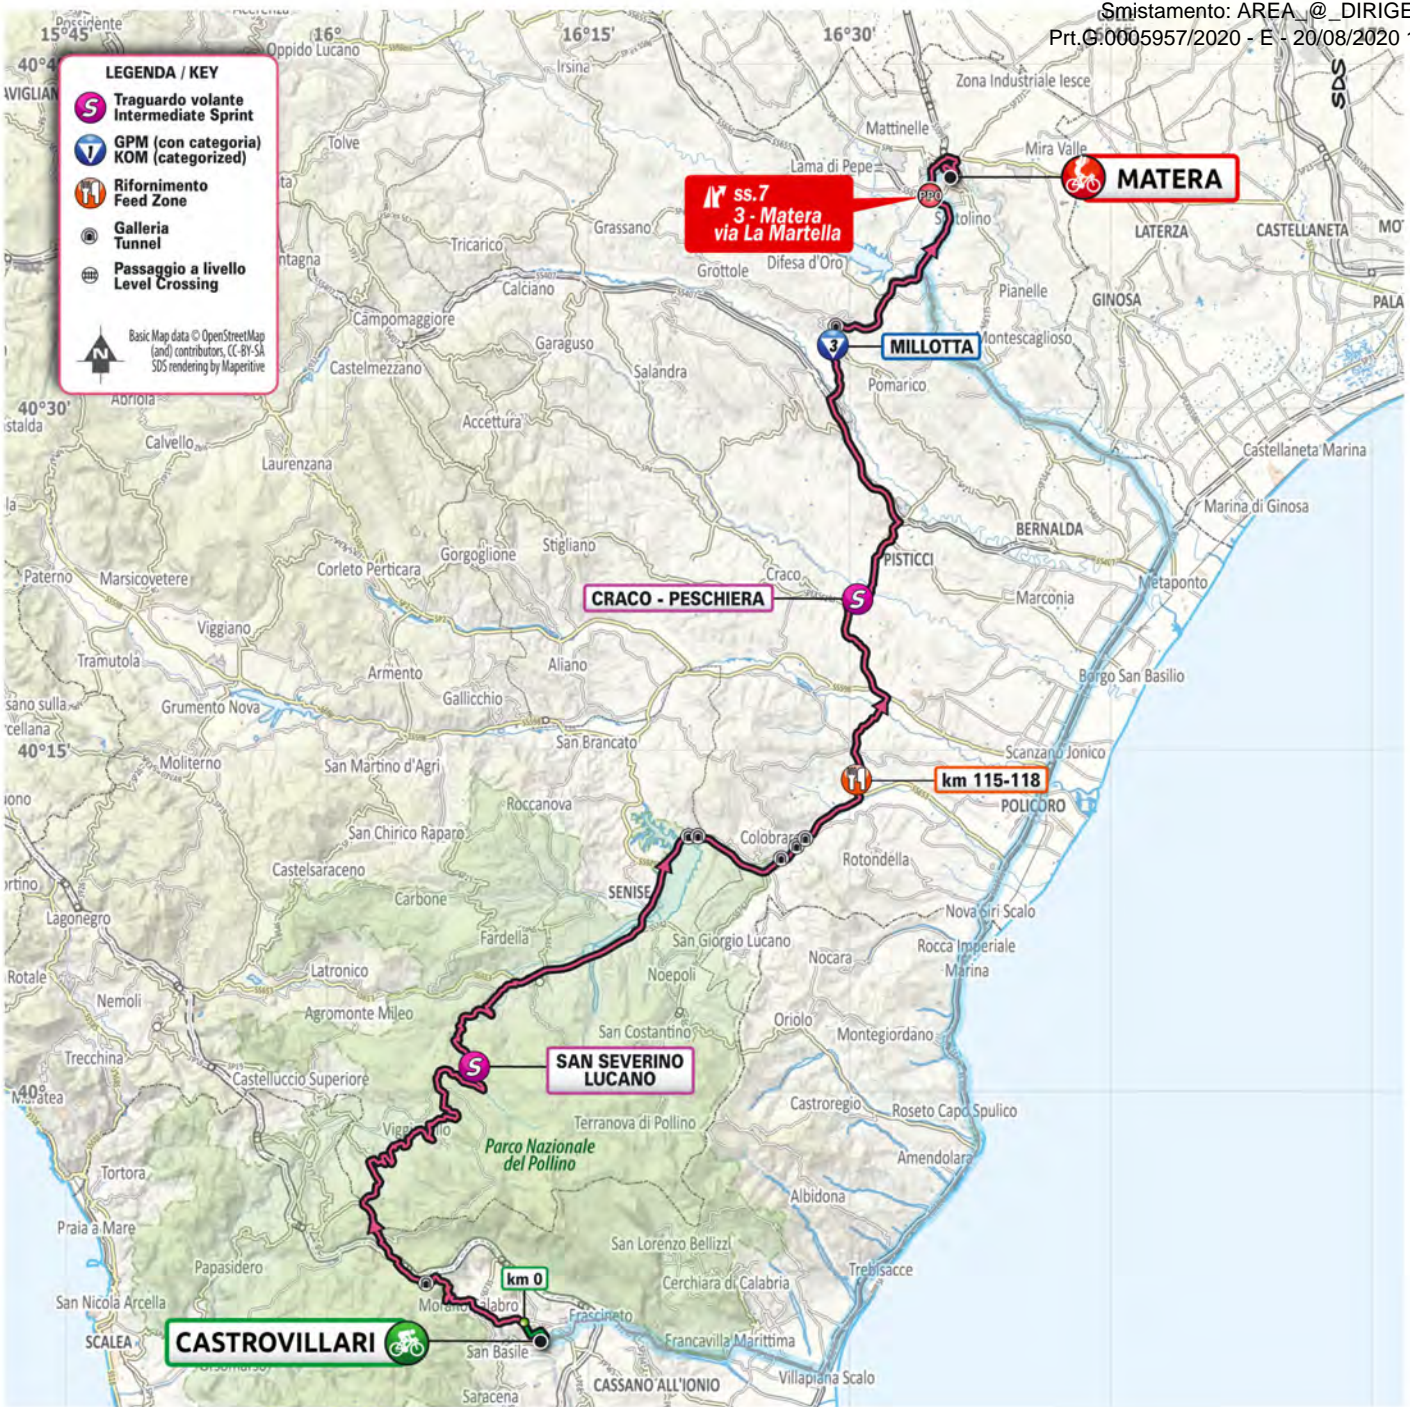 Smistamento: AREA_@_DIRIGE
Prt.G.0005957/2020 - E - 20/08/2020 1
15°45'
16°
16°15'
16°30'
LEGENDA / KEY
S Traguardo volante
Intermediate Sprint
1 GPM (con categoria)
KOM (categorized)
Rifornimento
Feed Zone
Galleria
Tunnel
Passaggio a livello
Level Crossing
N
Basic Map data © OpenStreetMap
(and) contributors, CC-BY-SA
SDS rendering by Maperitive
SDS
Possidente
Oppido Lucano
Irsina
Zona Industriale Iesce
Tolve
Mattinelle
Mira Valle
Lama di Pepe
MATERA
ss.7
3 - Matera
via La Martella
PPO
Grassano
Tricarico
Difesa d'Oro
Grottole
LATERZA
CASTELLANETA
Calciano
Pianelle
GINOSA
Campomaggiore
Garaguso
3
MILLOTTA
Montescaglioso
Castelmezzano
Salandra
Pomarico
Abriola
40°30'
Accettura
Calvello
Laurenzana
Castellaneta Marina
Marina di Ginosa
BERNALDA
Stigliano
Gorgoglione
PISTICCI
Corleto Perticara
Paterno
Marsicovetere
Craco
Metaponto
CRACO - PESCHIERA
S
Marconia
Viggiano
Tramutola
Aliano
Armento
Borgo San Basilio
Gallicchio
Grumento Nova
40°15'
San Brancato
Scanzano Jonico
Moliterno
San Martino d'Agri
km 115-118
Roccanova
POLICORO
San Chirico Raparo
Rotondella
Castelsaraceno
SENISE
Carbone
Lagonegro
Nova Siri Scalo
Fardella
San Giorgio Lucano
Rocca Imperiale
Marina
Nocara
Latronico
Rotale
Noepoli
Nemoli
Agromonte Mileo
San Costantino
Oriolo
Montegiordano
Trecchina
S
SAN SEVERINO
LUCANO
Castelluccio Superiore
40°
Maratea
Castroregio
Roseto Capo Spulico
Terranova di Pollino
Parco Nazionale
del Pollino
Amendolara
Tortora
Albidona
Praia a Mare
San Lorenzo Bellizzi
Papasidero
Trebisacce
Cerchiara di Calabria
km 0
San Nicola Arcella
Frascineto
SCALEA
CASTROVILLARI
San Basile
Francavilla Marittima
Villapiana Scalo
CASSANO ALL'IONIO
Saracena